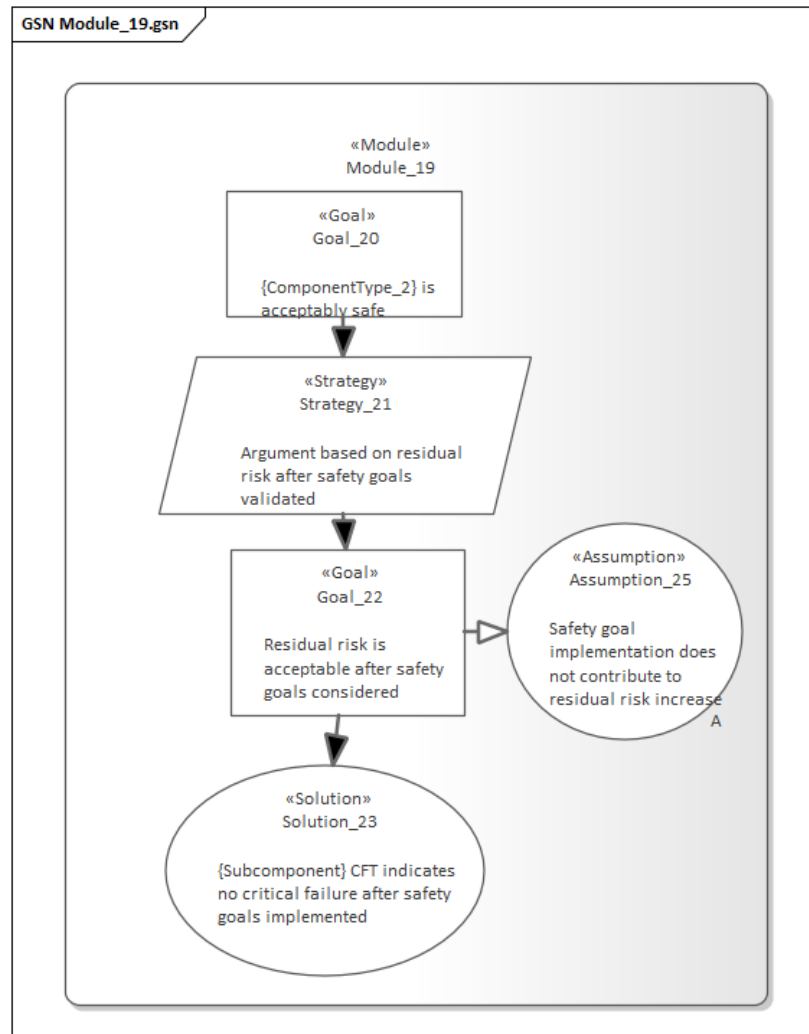 GSN Module_19.gsn
«Module»
Module_19
«Goal»
Goal_20
{ComponentType_2} is
acceptably safe
«Strategy»
Strategy_21
Argument based on residual
risk after safety goals
validated
«Goal»
Goal_22
Residual risk is
acceptable after safety
goals considered
«Assumption»
Assumption_25
Safety goal
implementation does
not contribute to
residual risk increase
A
«Solution»
Solution_23
{Subcomponent} CFT indicates
no critical failure after safety
goals implemented